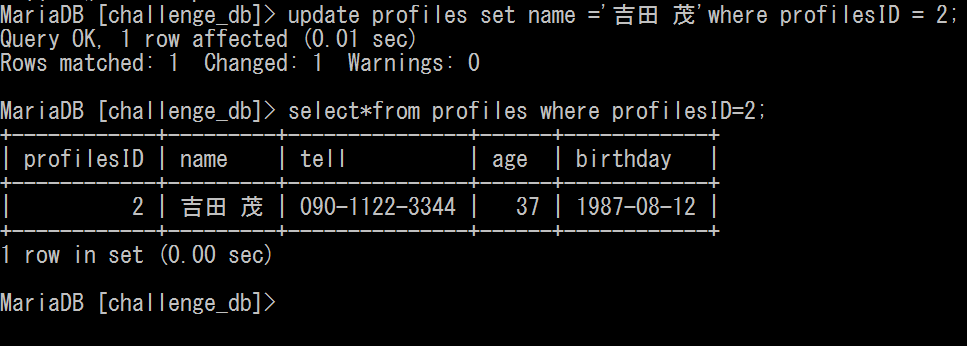 MariaDB [challenge_db]> update profiles set name ='吉田 茂'where profilesID = 2;
Query OK, 1 row affected (0.01 sec)
Rows matched: 1  Changed: 1  Warnings: 0
MariaDB [challenge_db]> select*from profiles where profilesID=2;
+------------+---------+---------------+------+------------+
| profilesID | name    | tell          | age  | birthday   |
+------------+---------+---------------+------+------------+
|          2 | 吉田 茂 | 090-1122-3344 |   37 | 1987-08-12 |
+------------+---------+---------------+------+------------+
1 row in set (0.00 sec)
MariaDB [challenge_db]>